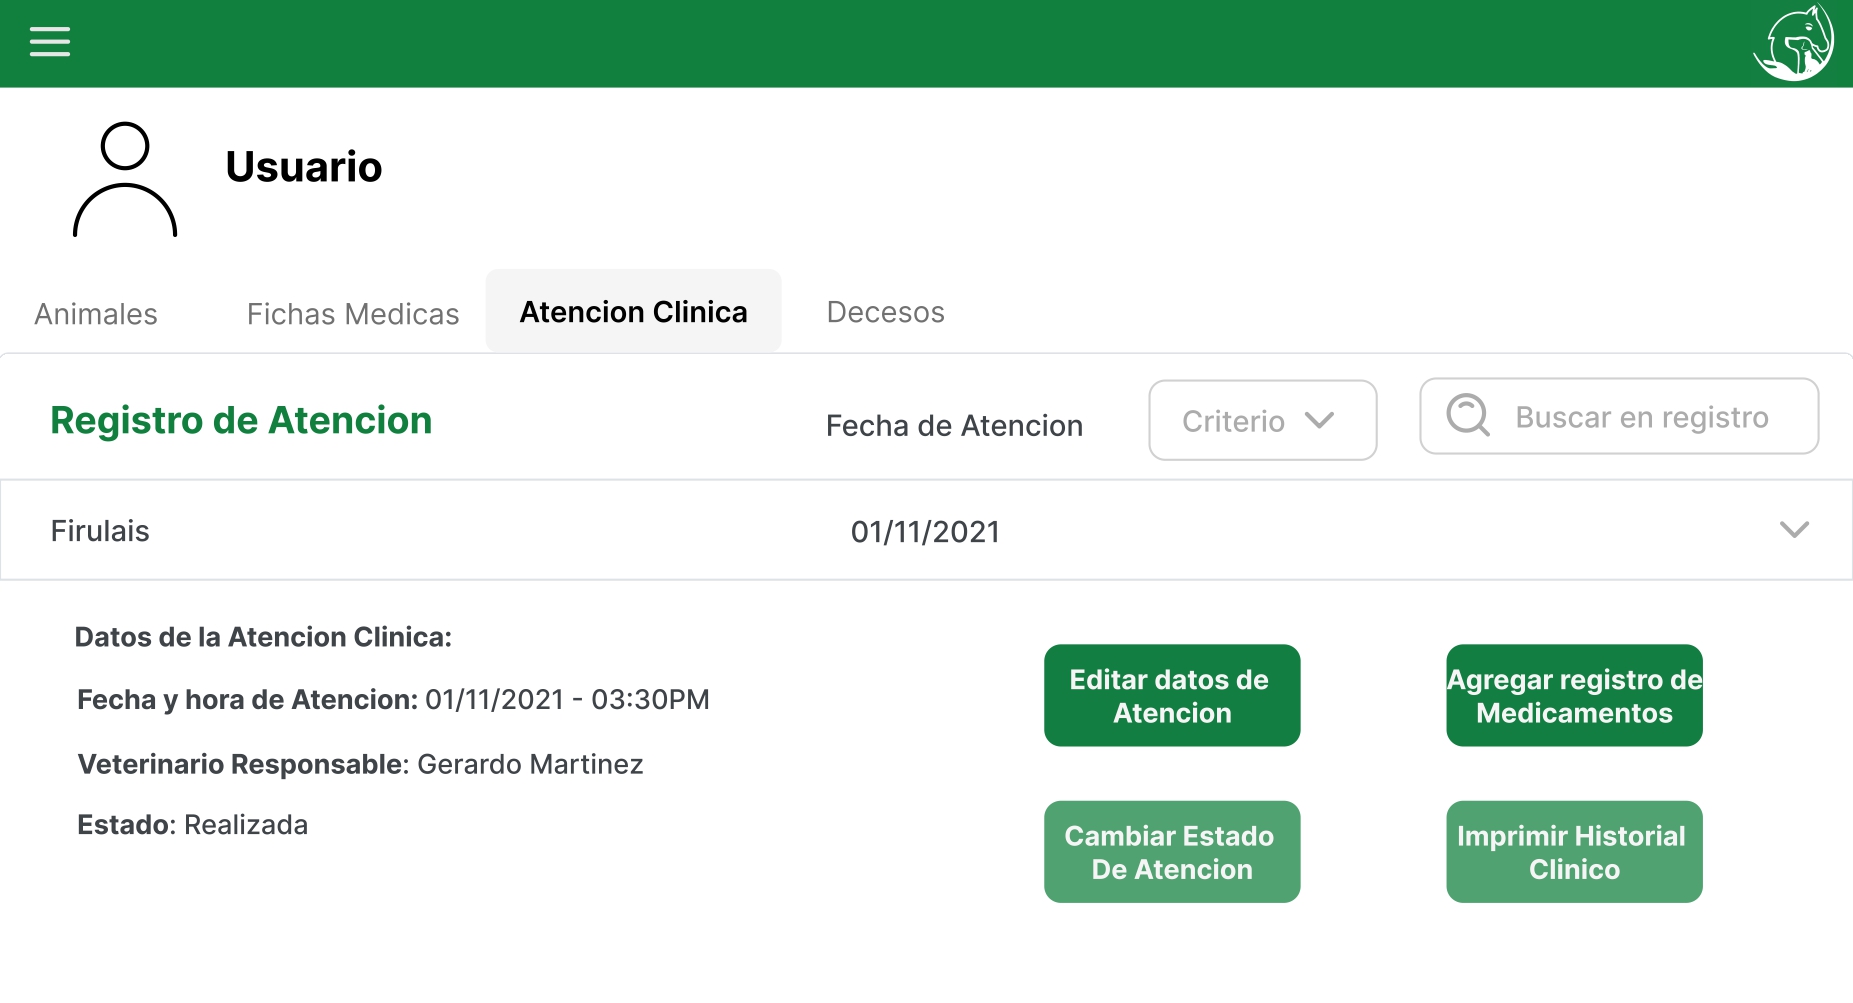 Usuario
Animales
Fichas Medicas
Atencion Clinica
Decesos
Registro de Atencion
Fecha de Atencion
Criterio
Buscar en registro
Firulais
01/11/2021
Datos de la Atencion Clinica:
Fecha y hora de Atencion: 01/11/2021 - 03:30PM
Veterinario Responsable: Gerardo Martinez
Estado: Realizada
Editar datos de
Atencion
Agregar registro de
Medicamentos
Cambiar Estado
De Atencion
Imprimir Historial
Clinico